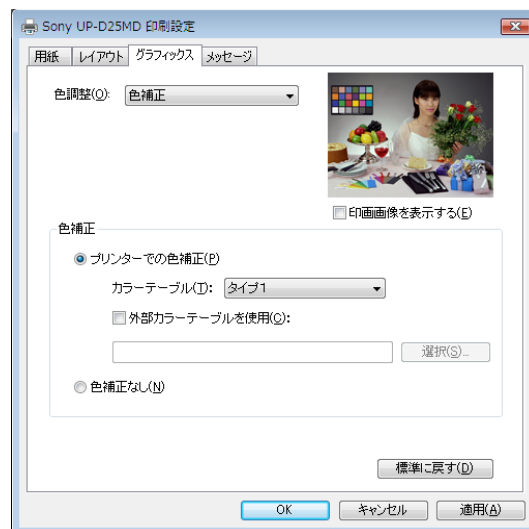 Sony UP-D25MD 印刷設定
用紙 レイアウト グラフィックス メッセージ
色調整(O): 色補正
印画画像を表示する(E)
色補正
プリンターでの色補正(P)
カラーテーブル(T): タイプ1
外部カラーテーブルを使用(C):
選択(S)...
色補正なし(N)
標準に戻す(D)
OK キャンセル 適用(A)